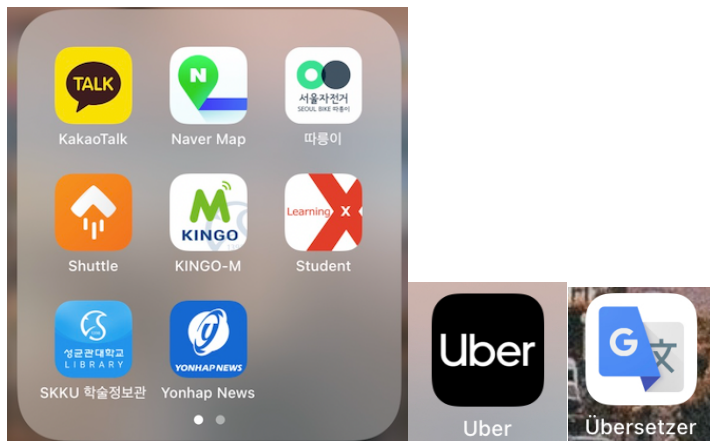 TALK
KakaoTalk
N
Naver Map
서울자전거
SEOUL BIKE 따릉이
따릉이
Shuttle
M
KINGO
KINGO-M
Learning X
Student
성균관대학교
LIBRARY
SKKU 학술정보관
y
YONHAP NEWS
Yonhap News
Uber
Uber
G 文
Übersetzer